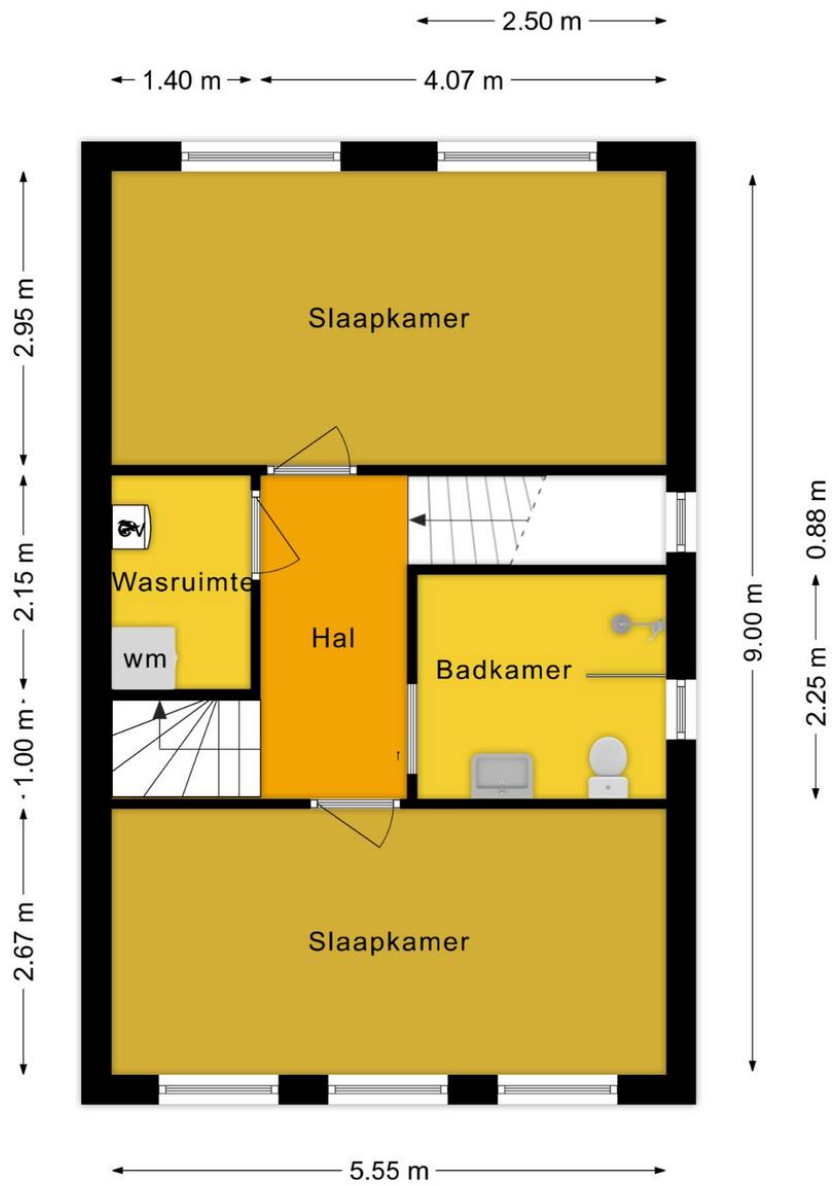 2.50 m
1.40 m
4.07 m
2.95 m
Slaapkamer
2.15 m
0.88 m
Wasruimte
9.00 m
Hal
wm
Badkamer
2.25 m
1.00 m
2.67 m
Slaapkamer
5.55 m